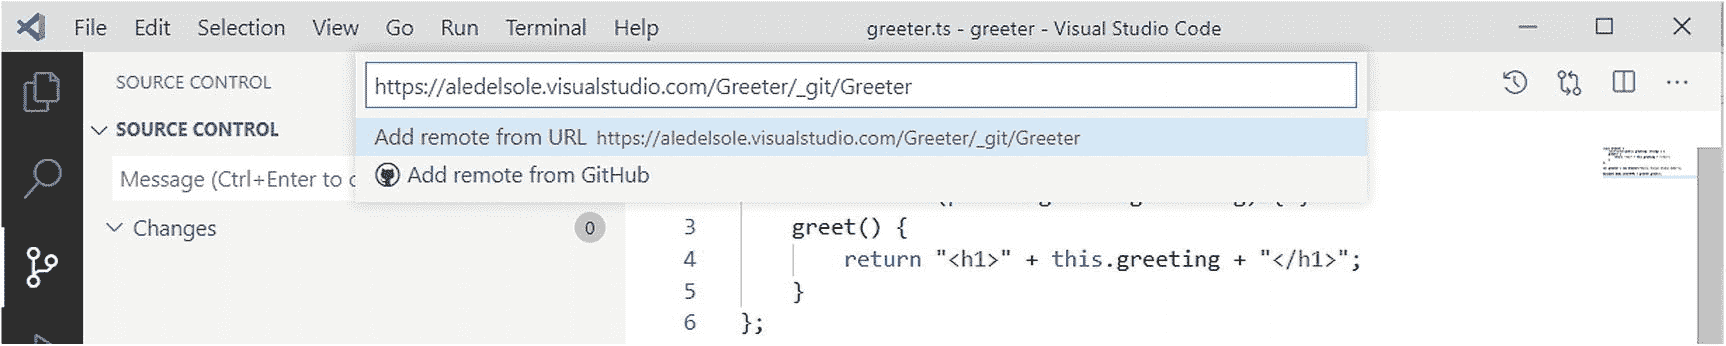 File Edit Selection View Go Run Terminal Help greeter.ts - greeter - Visual Studio Code
SOURCE CONTROL
https://aledelsole.visualstudio.com/Greeter/_git/Greeter
SOURCE CONTROL
Add remote from URL https://aledelsole.visualstudio.com/Greeter/_git/Greeter
Message (Ctrl+Enter to
Add remote from GitHub
Changes 0
3 greet() {
4 return "<h1>" + this.greeting + "</h1>";
5 }
6 };